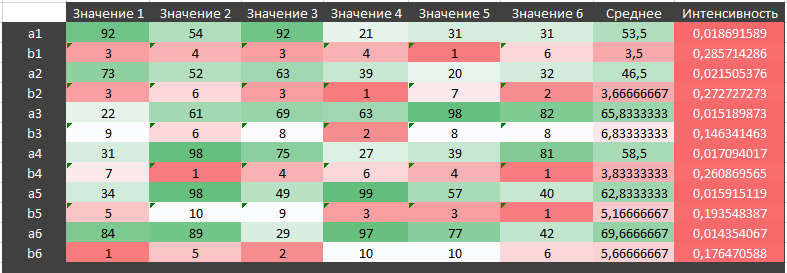 Значение 1 Значение 2 Значение 3 Значение 4 Значение 5 Значение 6 Среднее Интенсивность
a1 92 54 92 21 31 31 53,5 0,018691589
b1 3 4 3 4 1 6 3,5 0,285714286
a2 73 52 63 39 20 32 46,5 0,021505376
b2 3 6 3 1 7 2 3,66666667 0,272727273
a3 22 61 69 63 98 82 65,8333333 0,015189873
b3 9 6 8 2 8 8 6,83333333 0,146341463
a4 31 98 75 27 39 81 58,5 0,017094017
b4 7 1 4 6 4 1 3,83333333 0,260869565
a5 34 98 49 99 57 40 62,8333333 0,015915119
b5 5 10 9 3 3 1 5,16666667 0,193548387
a6 84 89 29 97 77 42 69,6666667 0,014354067
b6 1 5 2 10 10 6 5,66666667 0,176470588